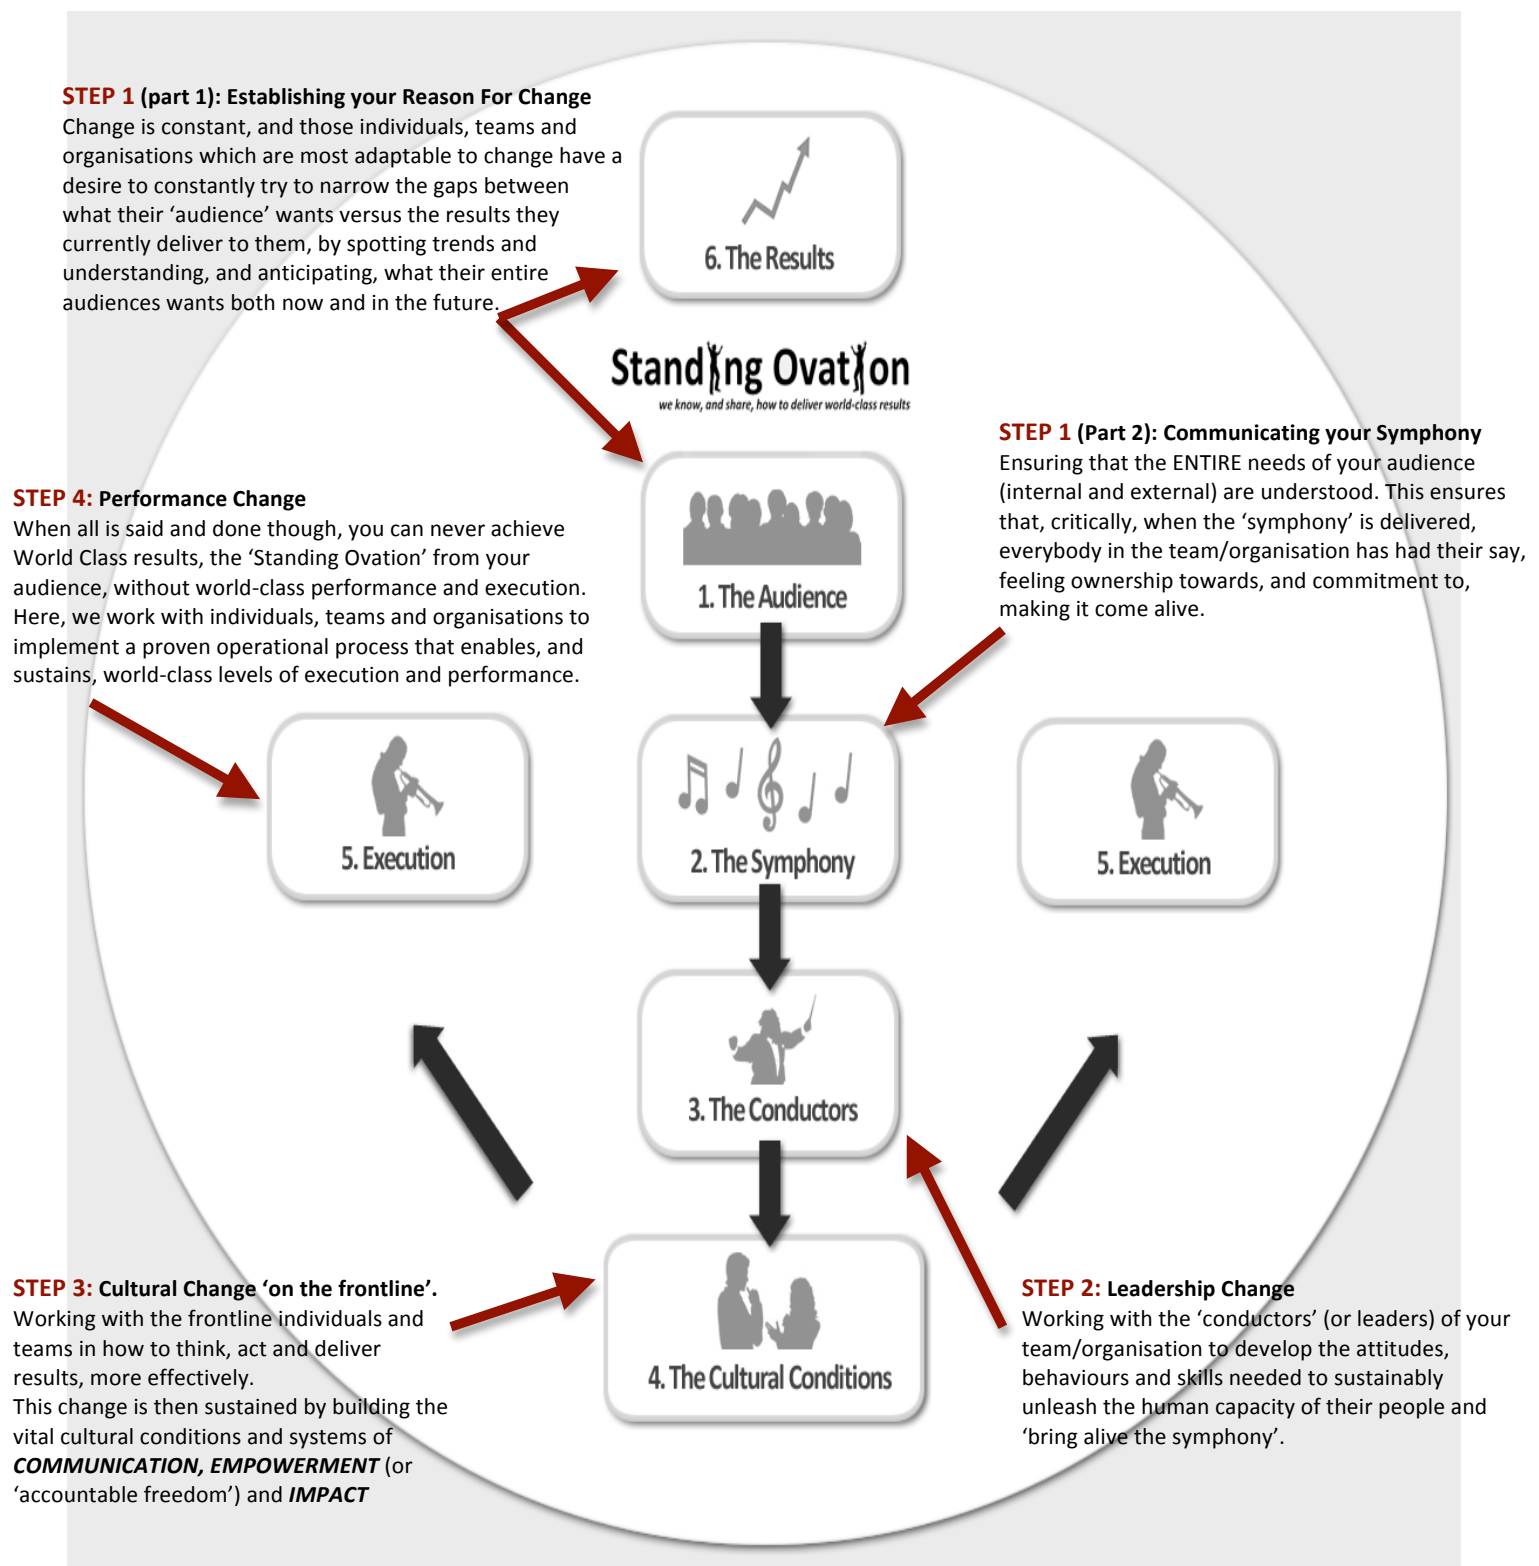 STEP 1 (part 1): Establishing your Reason For Change
Change is constant, and those individuals, teams and
organisations which are most adaptable to change have a
desire to constantly try to narrow the gaps between
what their ‘audience’ wants versus the results they
currently deliver to them, by spotting trends and
understanding, and anticipating, what their entire
audiences wants both now and in the future.
6. The Results
Standing Ovation
we know, and share, how to deliver world-class results
STEP 1 (Part 2): Communicating your Symphony
Ensuring that the ENTIRE needs of your audience
(internal and external) are understood. This ensures
that, critically, when the ‘symphony’ is delivered,
everybody in the team/organisation has had their say,
feeling ownership towards, and commitment to,
making it come alive.
1. The Audience
STEP 4: Performance Change
When all is said and done though, you can never achieve
World Class results, the ‘Standing Ovation’ from your
audience, without world-class performance and execution.
Here, we work with individuals, teams and organisations to
implement a proven operational process that enables, and
sustains, world-class levels of execution and performance.
5. Execution
2. The Symphony
5. Execution
3. The Conductors
STEP 3: Cultural Change ‘on the frontline’.
Working with the frontline individuals and
teams in how to think, act and deliver
results, more effectively.
This change is then sustained by building the
vital cultural conditions and systems of
COMMUNICATION, EMPOWERMENT (or
‘accountable freedom’) and IMPACT
4. The Cultural Conditions
STEP 2: Leadership Change
Working with the ‘conductors’ (or leaders) of your
team/organisation to develop the attitudes,
behaviours and skills needed to sustainably
unleash the human capacity of their people and
‘bring alive the symphony’.